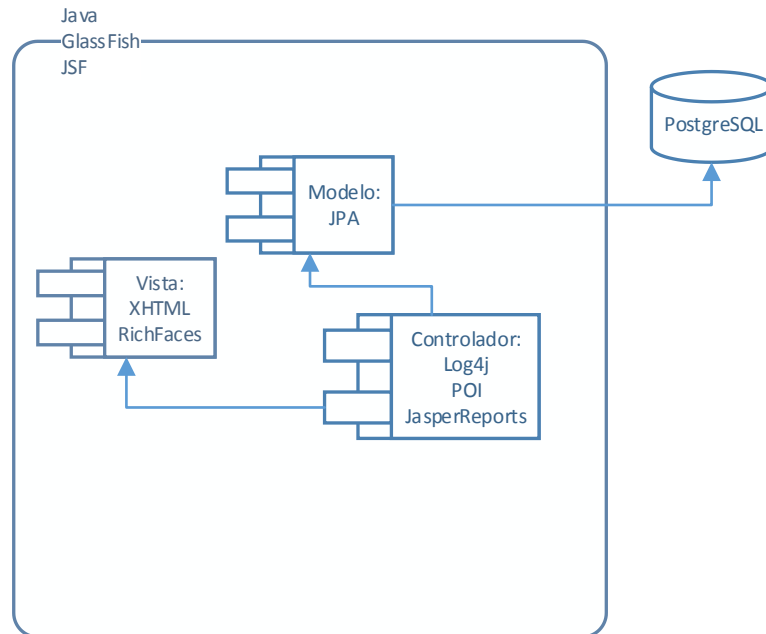 Java
GlassFish
JSF
PostgreSQL
Modelo:
JPA
Vista:
XHTML
RichFaces
Controlador:
Log4j
POI
JasperReports